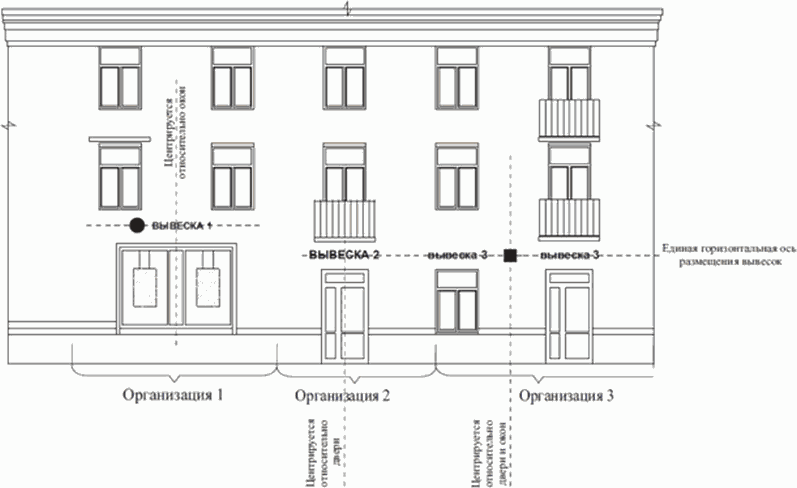 Центрируется
относительно окон
ВЫВЕСКА 1
ВЫВЕСКА 2
вывеска 3
вывеска 3
Единая горизонтальная ось
размещения вывесок
Организация 1
Организация 2
Организация 3
Центрируется
относительно
двери
Центрируется
относительно
двери и окон